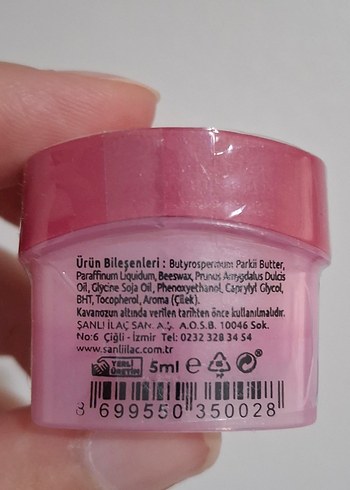 Ürün Bileşenleri : Butyrospermum Parkii Butter,
Paraffinum Liquidum, Beeswax, Prunus Amygdalus Dulcis
Oil, Glycine Soja Oil, Phenoxyethanol, Caprylyl Glycol,
BHT, Tocopherol, Aroma (Çilek).
Kavanozun altında verilen tarihten önce kullanılmalıdır.
ŞANLI İLAÇ SAN. A.Ş. A.O.S.B. 10046 Sok.
No:6 Çiğli - İzmir Tel: 0232 328 34 54
www.sanliilac.com.tr
YERLİ ÜRETİM 5ml e
8 699550 350028